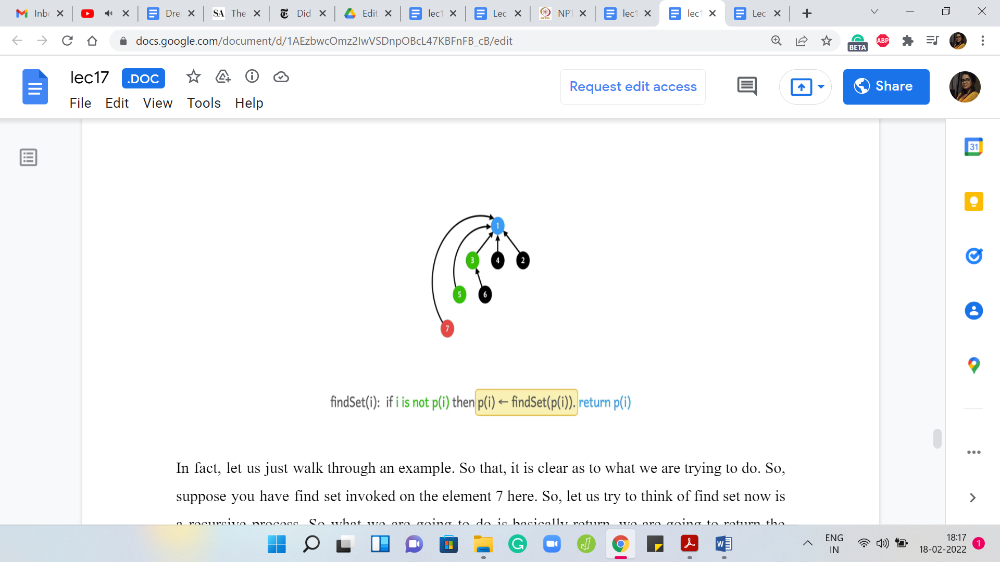 Inb
Dre
SA The
Did
Edit
lec1
Lec
NPT
lec1
lec1
Lec
docs.google.com/document/d/1AEzbwcOmz2IwVSDnpOBcL47KBFnFB_cB/edit
ABP
BETA
lec17 .DOC
Request edit access
Share
File Edit View Tools Help
31
1
3 4 2
5 6
7
findSet(i): if i is not p(i) then p(i) ← findSet(p(i)). return p(i)
In fact, let us just walk through an example. So that, it is clear as to what we are trying to do. So,
suppose you have find set invoked on the element 7 here. So, let us try to think of find set now is
a recursive process. So what we are going to do is basically return, we are going to return the
ENG
IN
18:17
18-02-2022
1